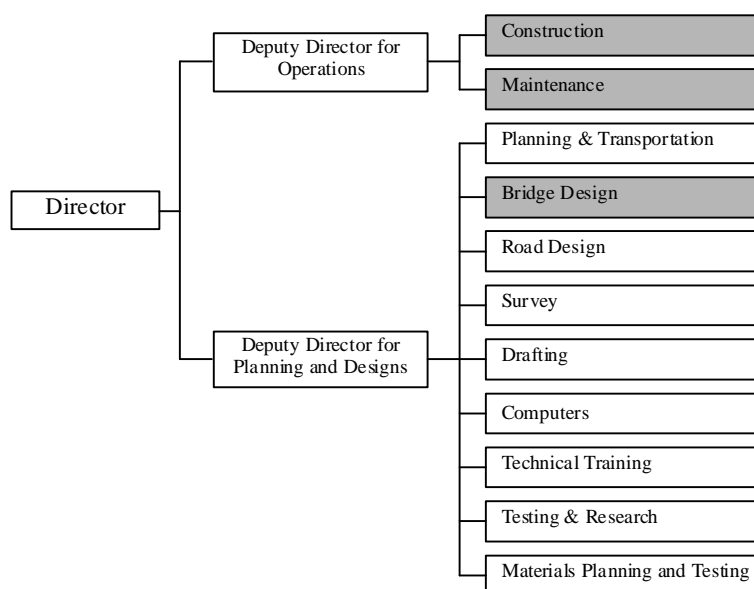 Director
Deputy Director for
Operations
Construction
Maintenance
Deputy Director for
Planning and Designs
Planning & Transportation
Bridge Design
Road Design
Survey
Drafting
Computers
Technical Training
Testing & Research
Materials Planning and Testing